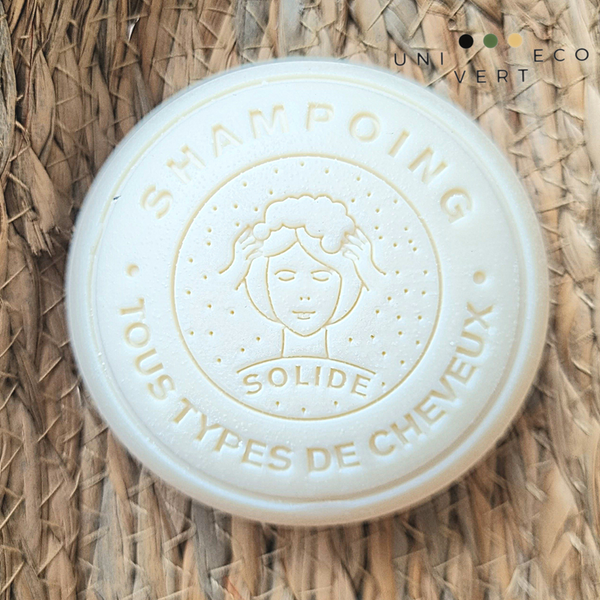 UNI ECO
VERT
SHAMPOING
SOLIDE
TOUS TYPES DE CHEVEUX